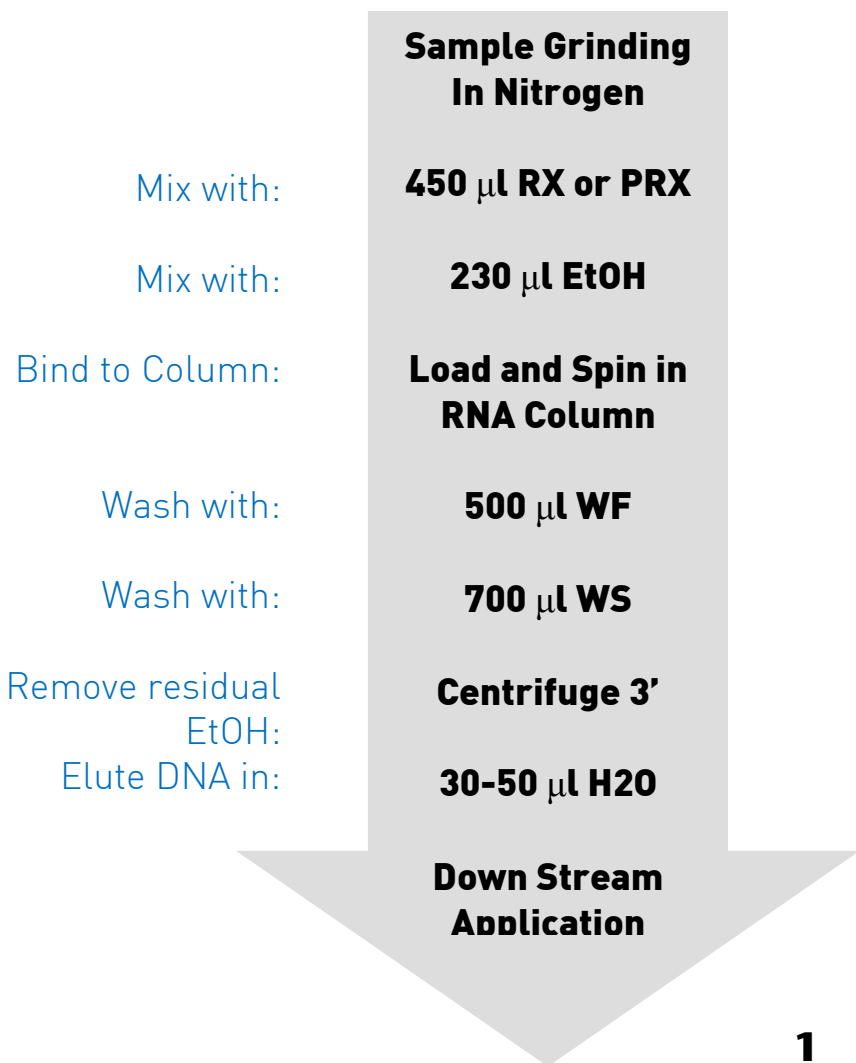 Sample Grinding
In Nitrogen
Mix with: 450 μl RX or PRX
Mix with: 230 μl EtOH
Bind to Column: Load and Spin in
RNA Column
Wash with: 500 μl WF
Wash with: 700 μl WS
Remove residual
EtOH:
Centrifuge 3’
Elute DNA in: 30-50 μl H2O
Down Stream
Application
1